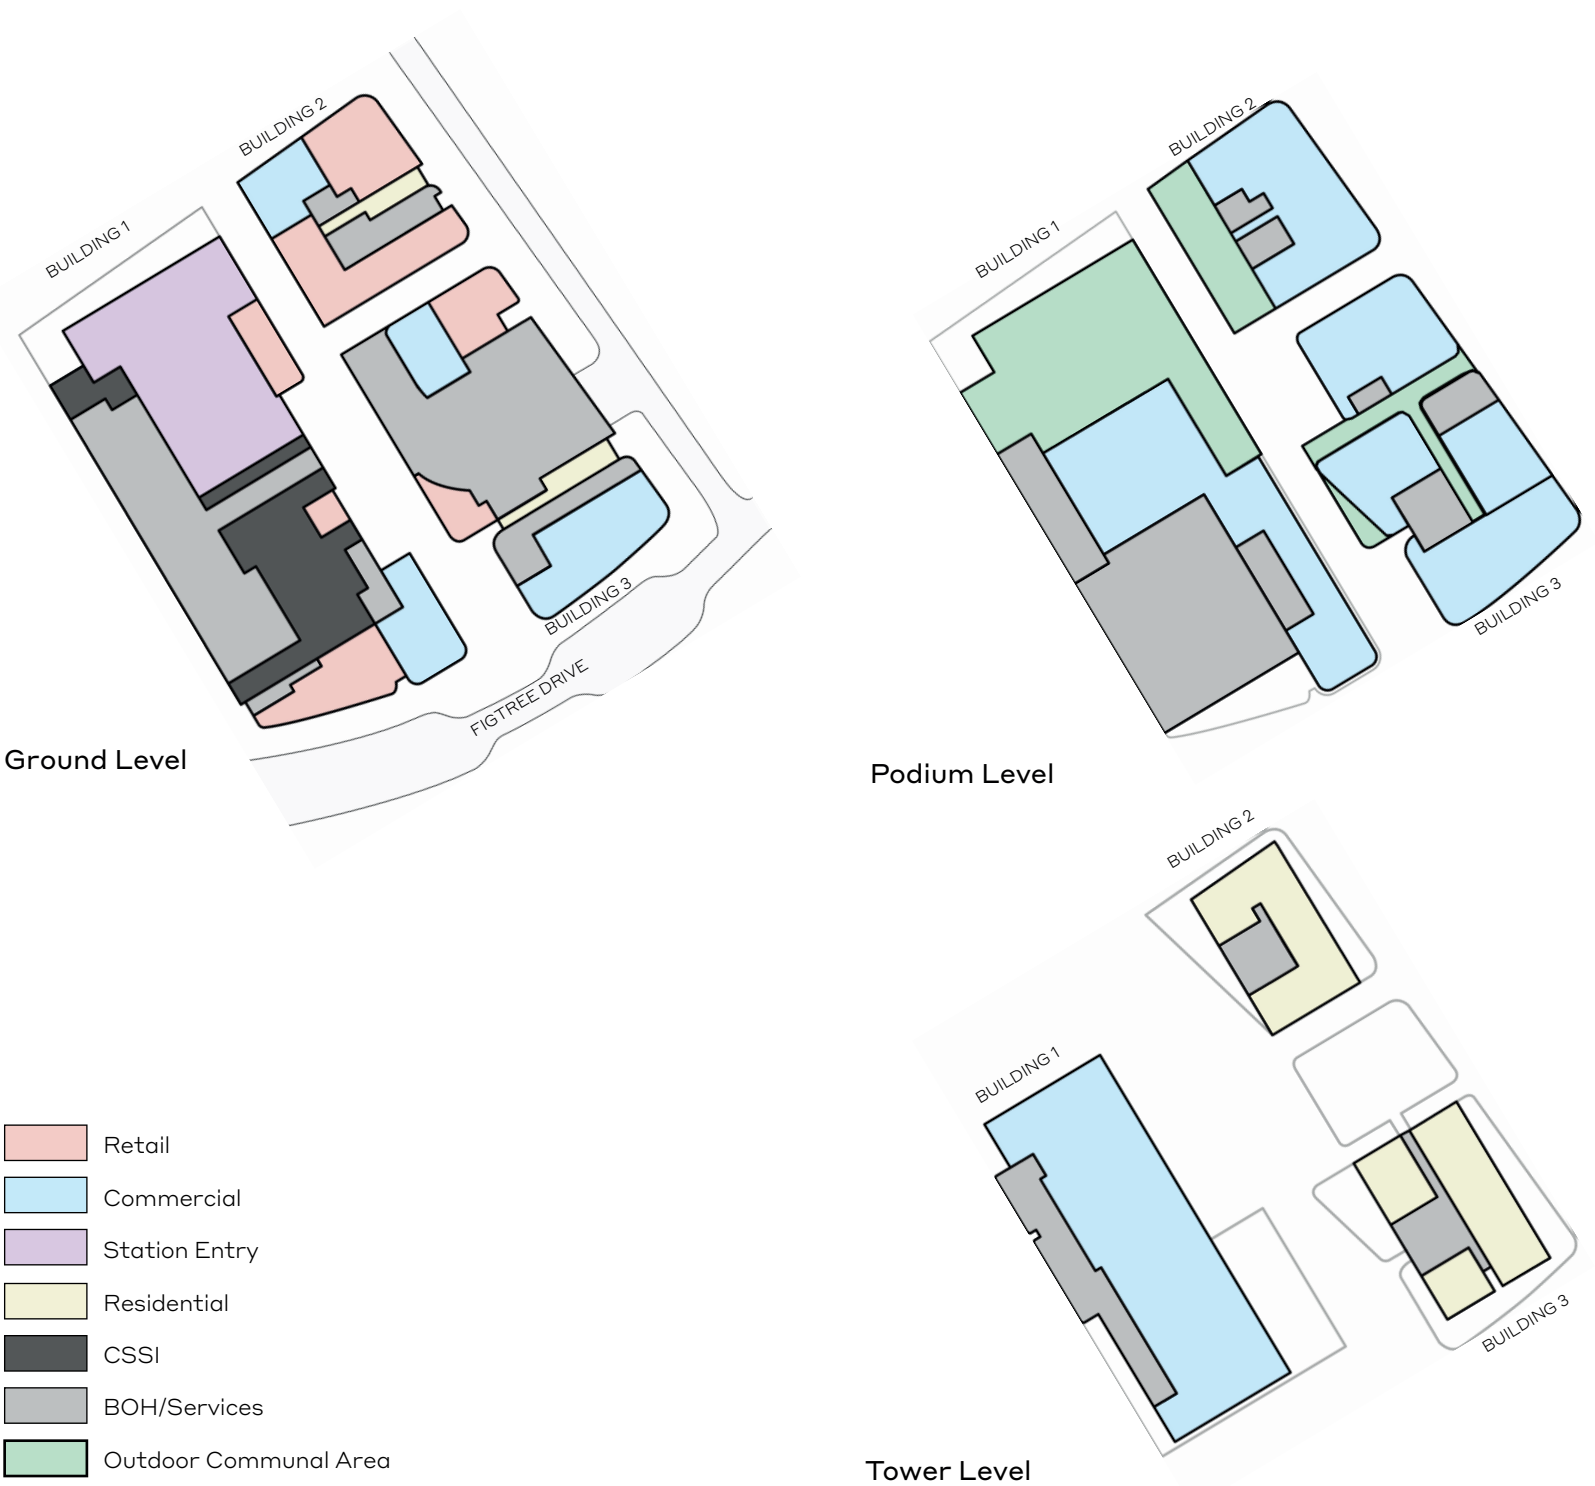 BUILDING 2
BUILDING 1
BUILDING 3
FIGTREE DRIVE
Ground Level
BUILDING 2
BUILDING 1
BUILDING 3
Podium Level
BUILDING 2
BUILDING 1
BUILDING 3
Tower Level
Retail
Commercial
Station Entry
Residential
CSSI
BOH/Services
Outdoor Communal Area